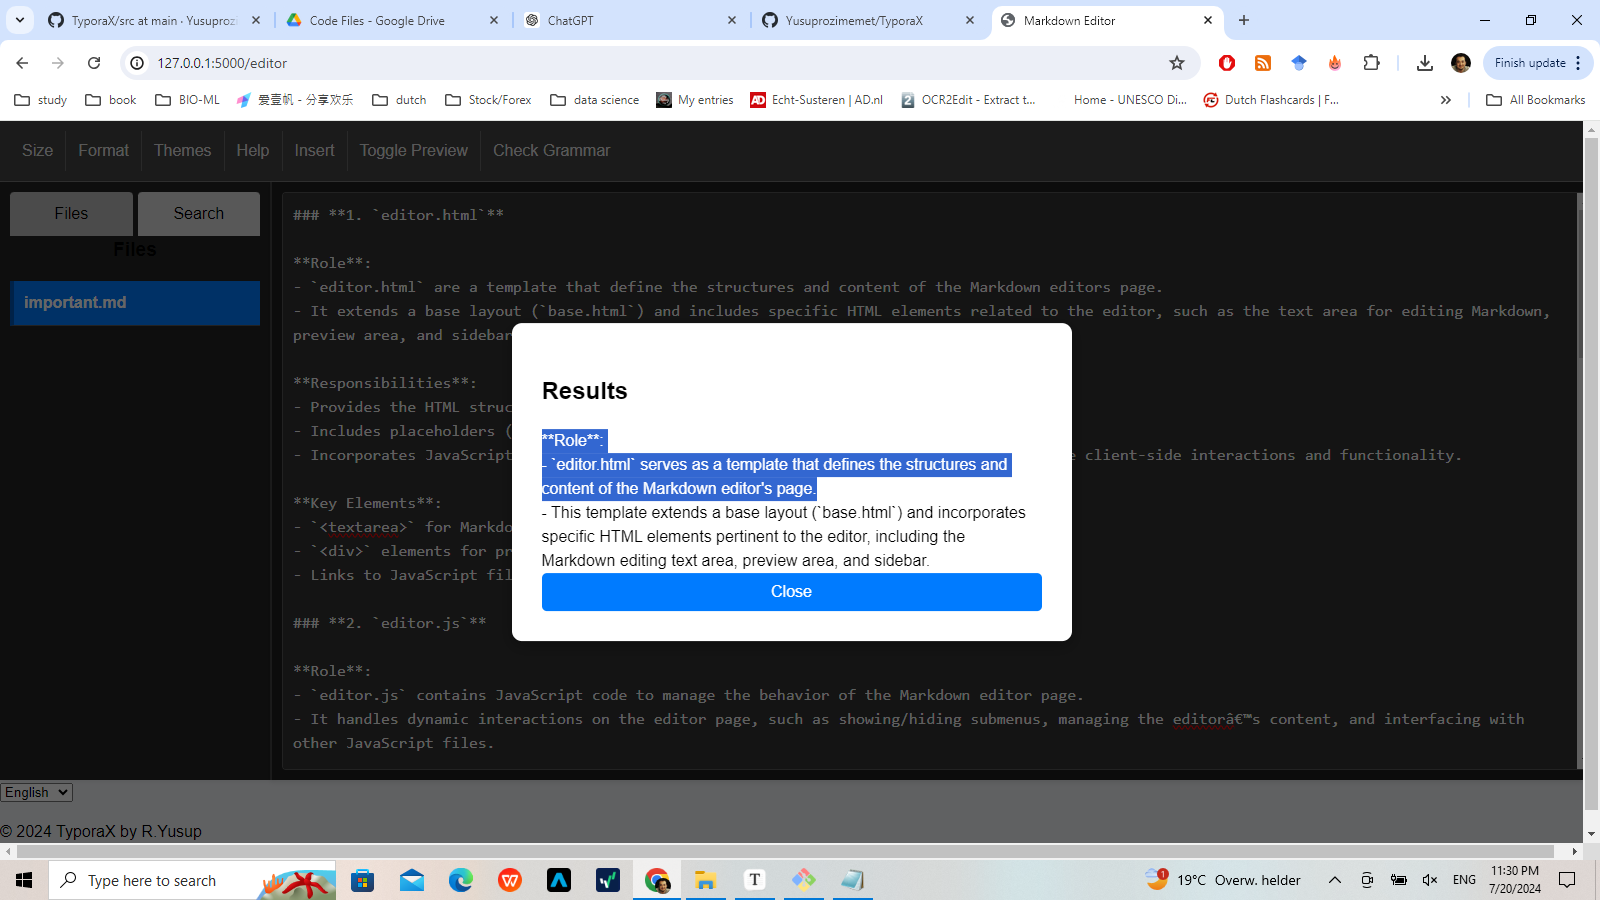 TyporaX/src at main · Yusuproz
Code Files - Google Drive
ChatGPT
Yusuprozimemet/TyporaX
Markdown Editor
127.0.0.1:5000/editor
Finish update
study
book
BIO-ML
爱壹帆 - 分享欢乐
dutch
Stock/Forex
data science
My entries
AD
Echt-Susteren | AD.nl
2
OCR2Edit - Extract t...
Home - UNESCO Di...
Dutch Flashcards | F...
All Bookmarks
Size
Format
Themes
Help
Insert
Toggle Preview
Check Grammar
Files
Search
Files
important.md
### **1. `editor.html`**
**Role**:
- `editor.html` are a template that define the structures and content of the Markdown editors page.
- It extends a base layout (`base.html`) and includes specific HTML elements related to the editor, such as the text area for editing Markdown,
preview area, and sidebar
**Responsibilities**:
- Provides the HTML struc
- Includes placeholders (
- Incorporates JavaScript
e client-side interactions and functionality.
**Key Elements**:
- `<textarea>` for Markdo
- `<div>` elements for pr
- Links to JavaScript fil
### **2. `editor.js`**
**Role**:
- `editor.js` contains JavaScript code to manage the behavior of the Markdown editor page.
- It handles dynamic interactions on the editor page, such as showing/hiding submenus, managing the editorâ€™s content, and interfacing with
other JavaScript files.
Results
**Role**:
- `editor.html` serves as a template that defines the structures and
content of the Markdown editor's page.
- This template extends a base layout (`base.html`) and incorporates
specific HTML elements pertinent to the editor, including the
Markdown editing text area, preview area, and sidebar.
Close
English
© 2024 TyporaX by R.Yusup
Type here to search
T
1
19°C Overw. helder
ENG
11:30 PM
7/20/2024